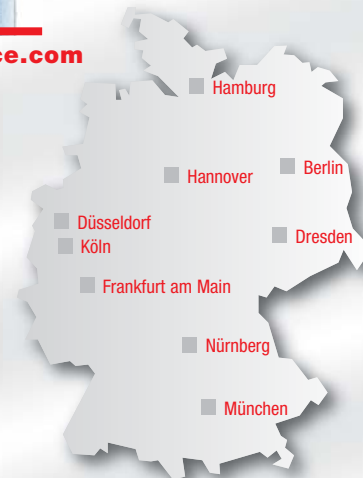 ce.com
Hamburg
Hannover
Berlin
Düsseldorf
Köln
Dresden
Frankfurt am Main
Nürnberg
München